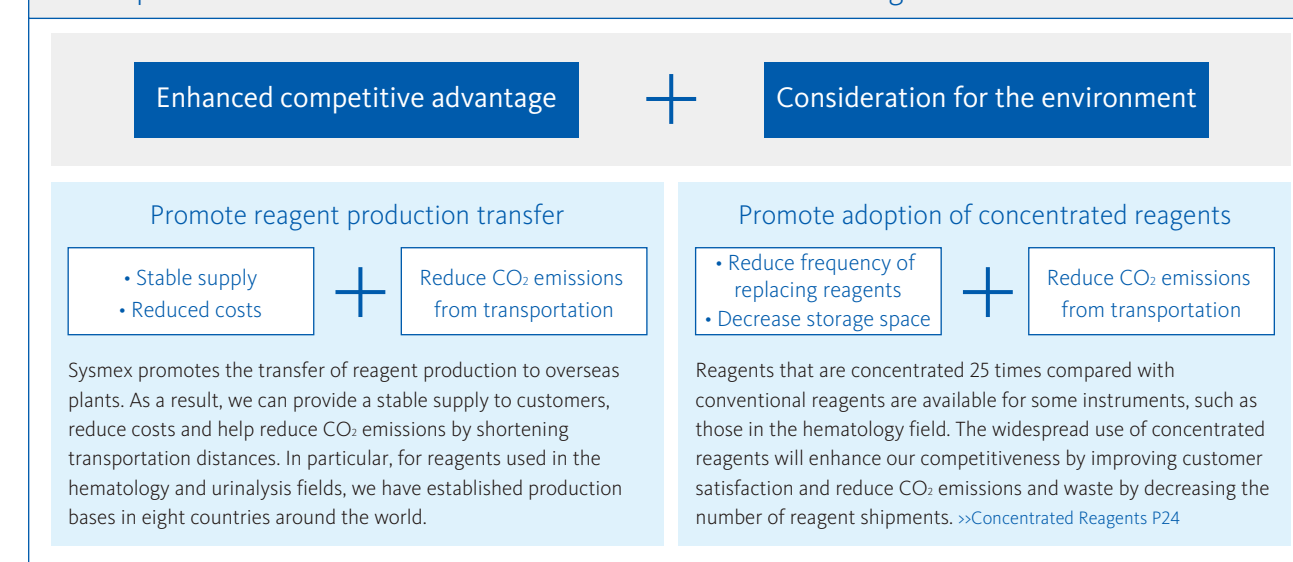 Enhanced competitive advantage
+
Consideration for the environment
Promote reagent production transfer
• Stable supply
• Reduced costs
+
Reduce CO₂ emissions
from transportation
Sysmex promotes the transfer of reagent production to overseas
plants. As a result, we can provide a stable supply to customers,
reduce costs and help reduce CO₂ emissions by shortening
transportation distances. In particular, for reagents used in the
hematology and urinalysis fields, we have established production
bases in eight countries around the world.
Promote adoption of concentrated reagents
• Reduce frequency of
replacing reagents
• Decrease storage space
+
Reduce CO₂ emissions
from transportation
Reagents that are concentrated 25 times compared with
conventional reagents are available for some instruments, such as
those in the hematology field. The widespread use of concentrated
reagents will enhance our competitiveness by improving customer
satisfaction and reduce CO₂ emissions and waste by decreasing the
number of reagent shipments. >>Concentrated Reagents P24